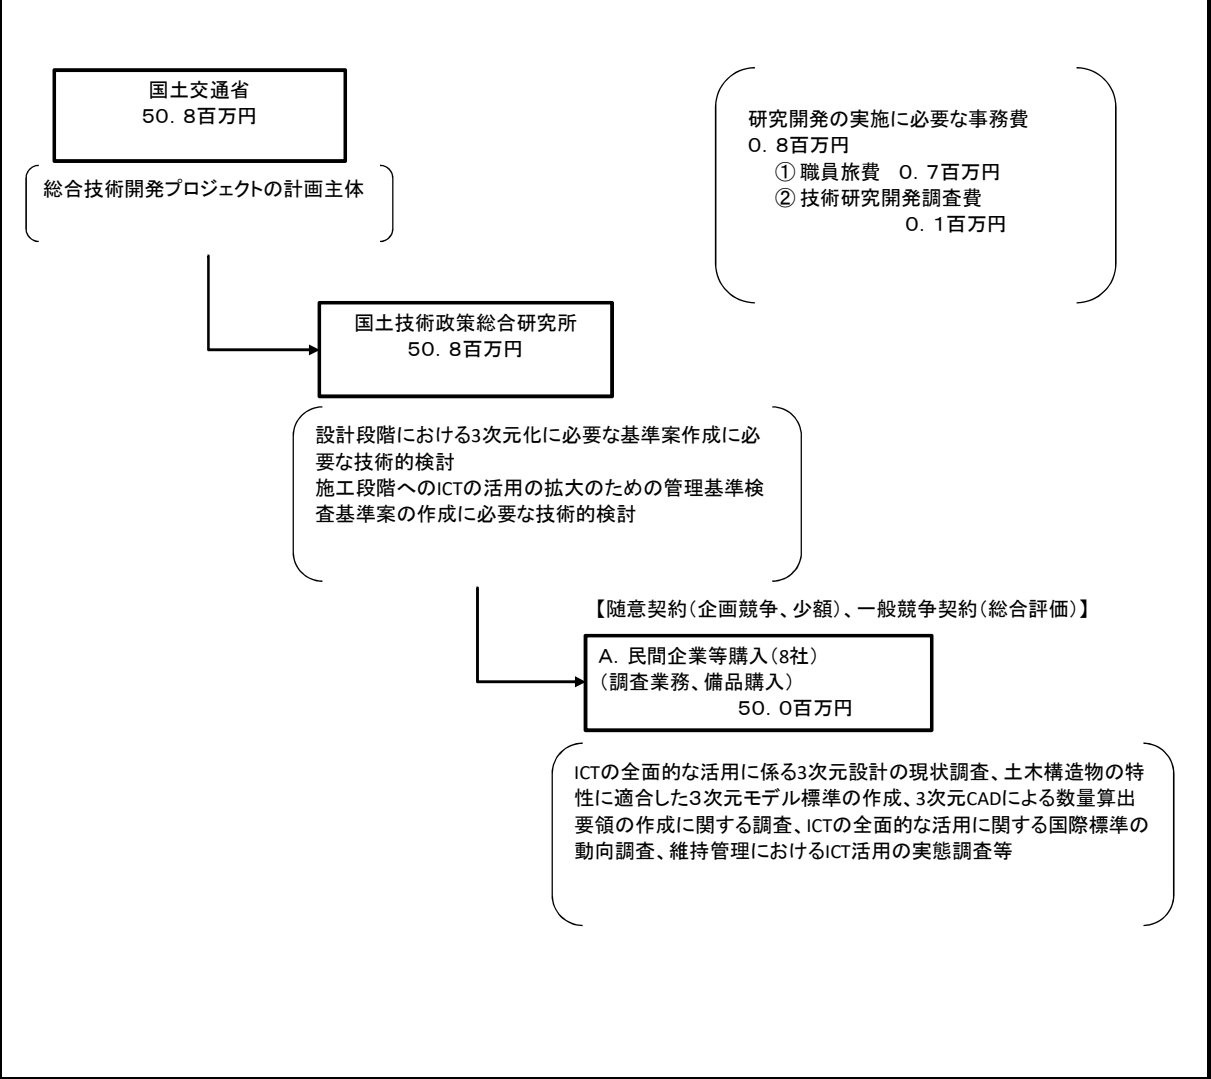 国土交通省
50．8百万円
総合技術開発プロジェクトの計画主体
研究開発の実施に必要な事務費
0．8百万円
① 職員旅費　0．7百万円
② 技術研究開発調査費
0．1百万円
国土技術政策総合研究所
50．8百万円
設計段階における3次元化に必要な基準案作成に必
要な技術的検討
施工段階へのICTの活用の拡大のための管理基準検
査基準案の作成に必要な技術的検討
【随意契約（企画競争、少額）、一般競争契約（総合評価）】
A．民間企業等購入（8社）
（調査業務、備品購入）
50．0百万円
ICTの全面的な活用に係る3次元設計の現状調査、土木構造物の特
性に適合した３次元モデル標準の作成、3次元CADによる数量算出
要領の作成に関する調査、ICTの全面的な活用に関する国際標準の
動向調査、維持管理におけるICT活用の実態調査等